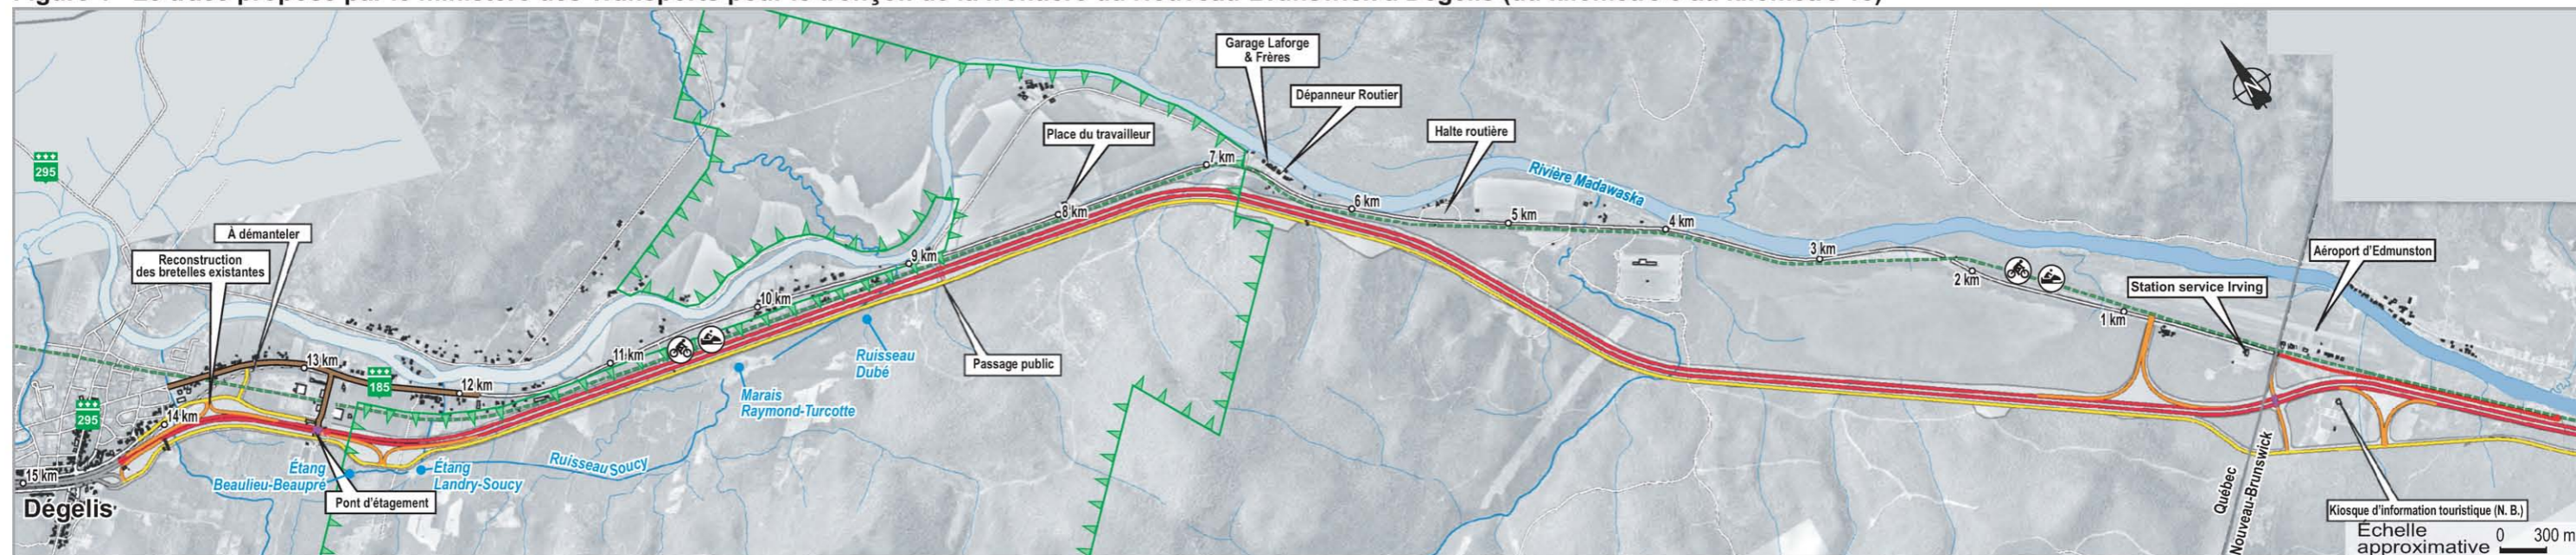 Garage Laforge
& Frères
Dépanneur Routier
Place du travailleur
Halte routière
295
7 km
Rivière Madawaska
8 km
6 km
5 km
4 km
À démanteler
Reconstruction
des bretelles existantes
9 km
3 km
Aéroport d'Edmunston
2 km
Station service Irving
10 km
1 km
11 km
Ruisseau
Dubé
Passage public
13 km
185
12 km
Marais
Raymond-Turcotte
295
14 km
15 km
Dégelis
Étang
Beaulieu-Beaupré
Étang
Landry-Soucy
Ruisseau Soucy
Pont d'étagement
Québec
Nouveau-Brunswick
Kiosque d'information touristique (N. B.)
Échelle
approximative
0 300 m